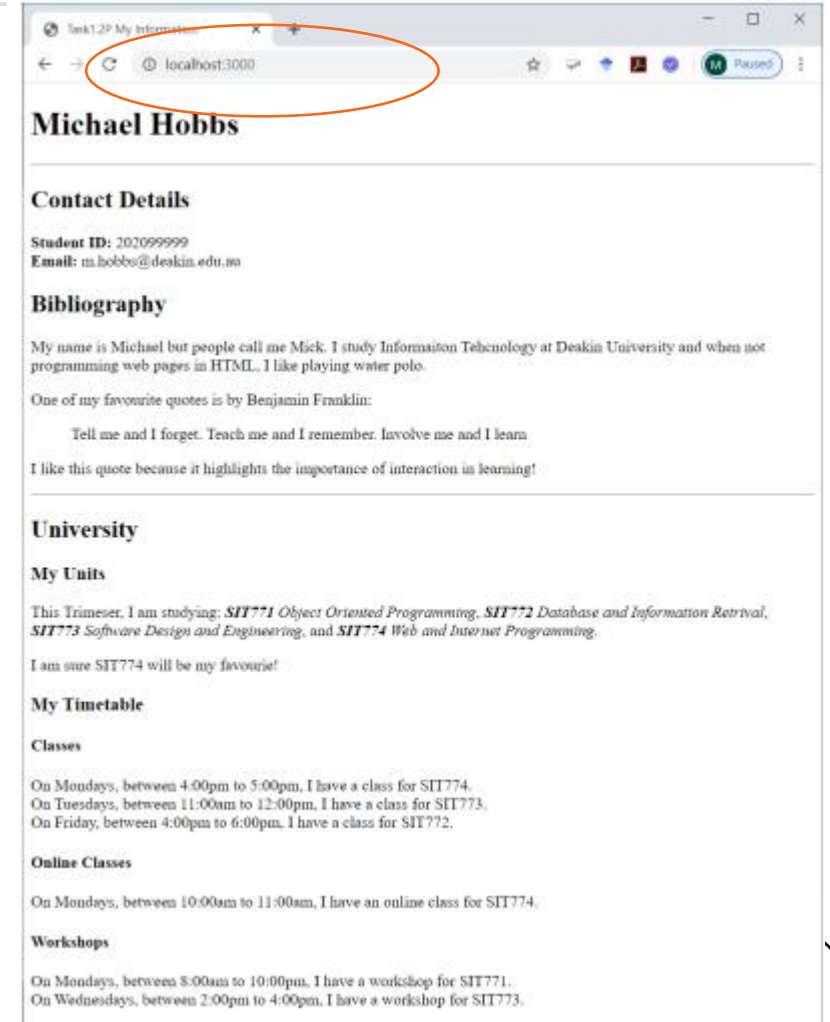 Task1.2P My Information
localhost:3000
M Paused
Michael Hobbs
Contact Details
Student ID: 202099999
Email: m.hobbs@deakin.edu.au
Bibliography
My name is Michael but people call me Mick. I study Informaiton Tehcnology at Deakin University and when not
programming web pages in HTML, I like playing water polo.
One of my favourite quotes is by Benjamin Franklin:
Tell me and I forget. Teach me and I remember. Involve me and I learn
I like this quote because it highlights the importance of interaction in learning!
University
My Units
This Trimeser, I am studying: SIT771 Object Oriented Programming, SIT772 Database and Information Retrival,
SIT773 Software Design and Engineering, and SIT774 Web and Internet Programming.
I am sure SIT774 will be my favourie!
My Timetable
Classes
On Mondays, between 4:00pm to 5:00pm, I have a class for SIT774.
On Tuesdays, between 11:00am to 12:00pm, I have a class for SIT773.
On Friday, between 4:00pm to 6:00pm, I have a class for SIT772.
Online Classes
On Mondays, between 10:00am to 11:00am, I have an online class for SIT774.
Workshops
On Mondays, between 8:00am to 10:00pm, I have a workshop for SIT771.
On Wednesdays, between 2:00pm to 4:00pm, I have a workshop for SIT773.